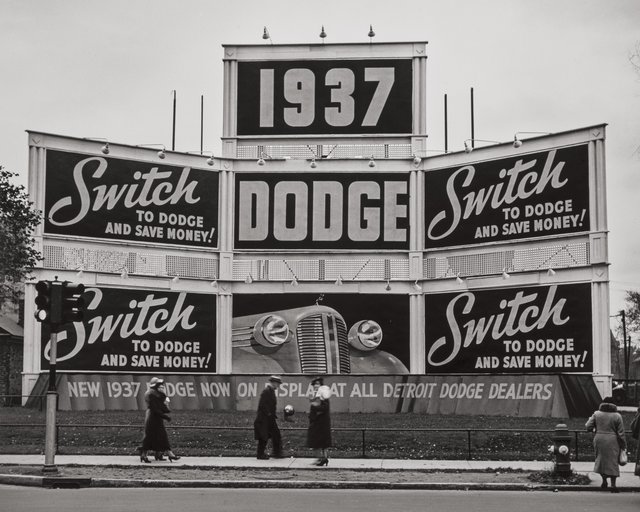 1937
Switch
TO DODGE
AND SAVE MONEY!
DODGE
Switch
TO DODGE
AND SAVE MONEY!
Switch
TO DODGE
AND SAVE MONEY!
Switch
TO DODGE
AND SAVE MONEY!
NEW 1937 DODGE NOW ON DISPLAY AT ALL DETROIT DODGE DEALERS